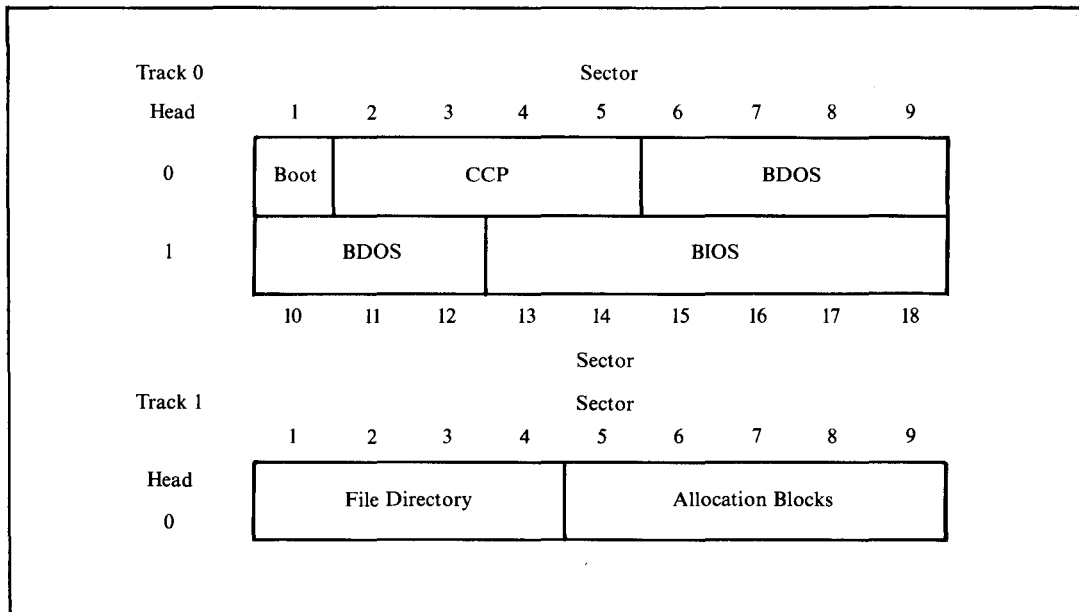 Track 0 Sector
Head 1 2 3 4 5 6 7 8 9
0 Boot CCP BDOS
1 BDOS BIOS
10 11 12 13 14 15 16 17 18
Sector
Track 1 Sector
1 2 3 4 5 6 7 8 9
Head
File Directory Allocation Blocks
0